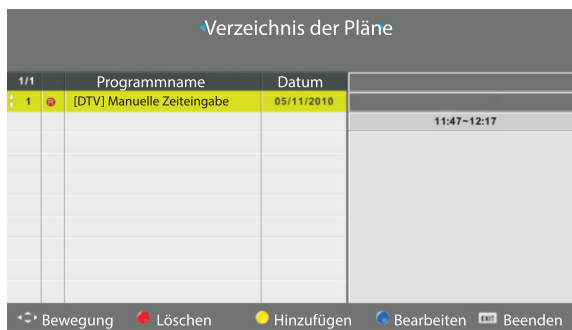 Verzeichnis der Pläne
1/1 Programmname Datum
1 R [DTV] Manuelle Zeiteingabe 05/11/2010
11:47~12:17
Bewegung Löschen Hinzufügen Bearbeiten EXIT Beenden